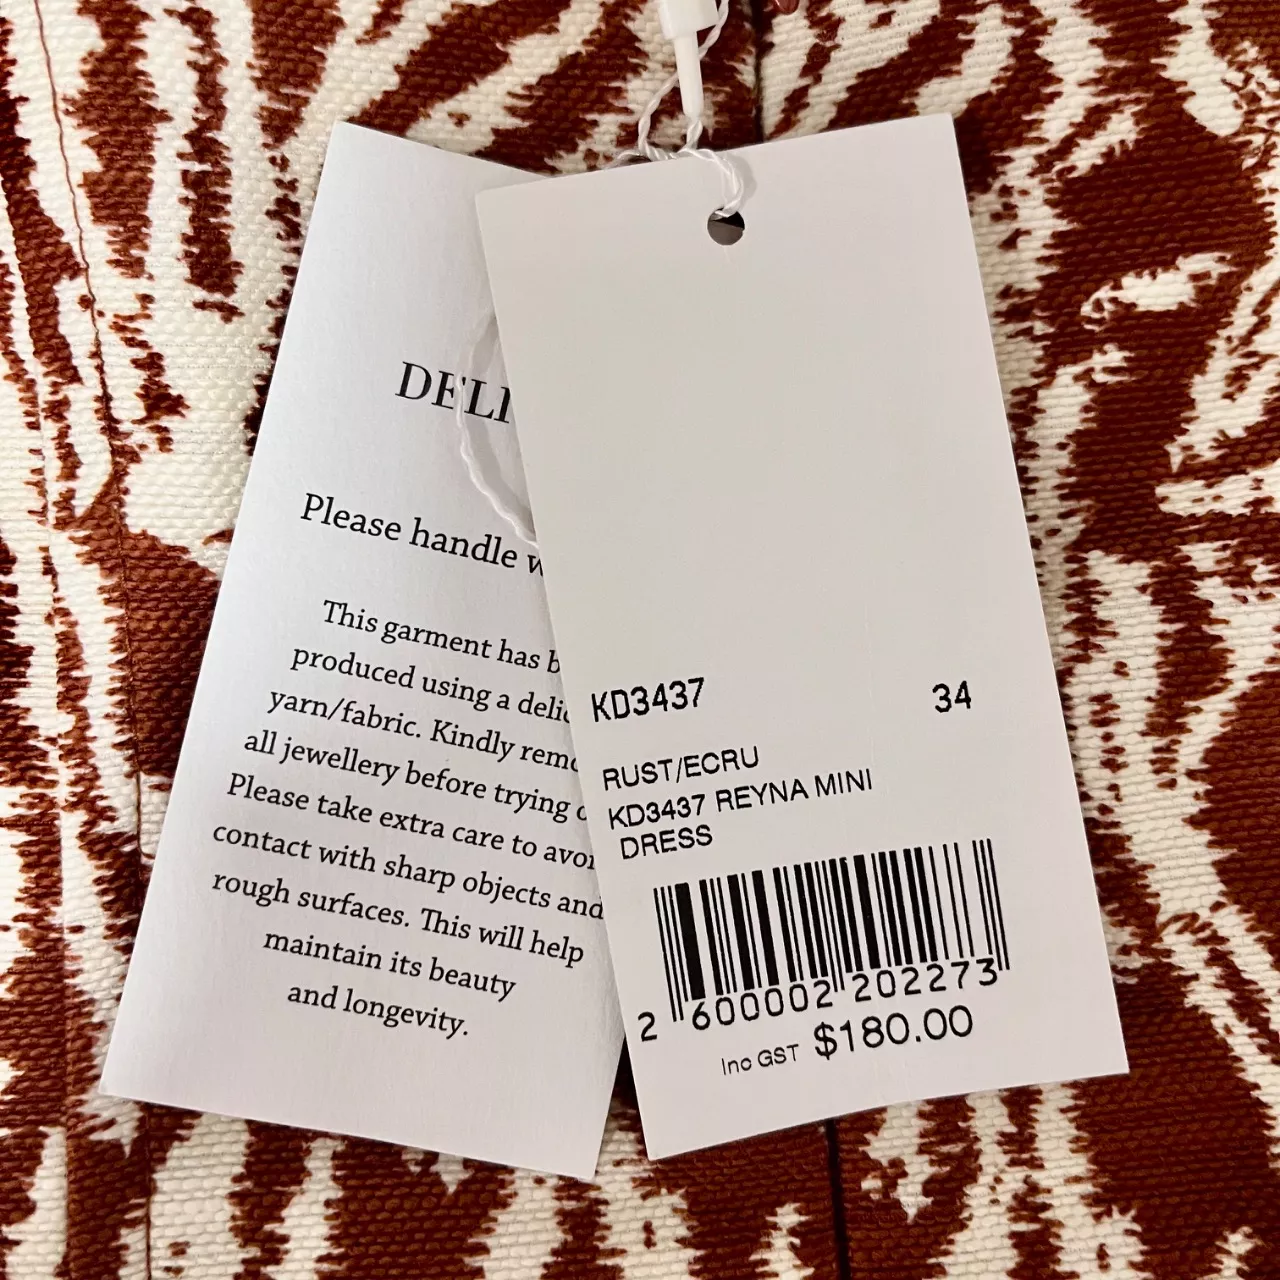 DELI
Please handle w
This garment has b
produced using a delic
yarn/fabric. Kindly remo
all jewellery before trying o
Please take extra care to avoi
contact with sharp objects and
rough surfaces. This will help
maintain its beauty
and longevity.
KD3437 34
RUST/ECRU
KD3437 REYNA MINI
DRESS
2 600002 202273
Inc GST $180.00